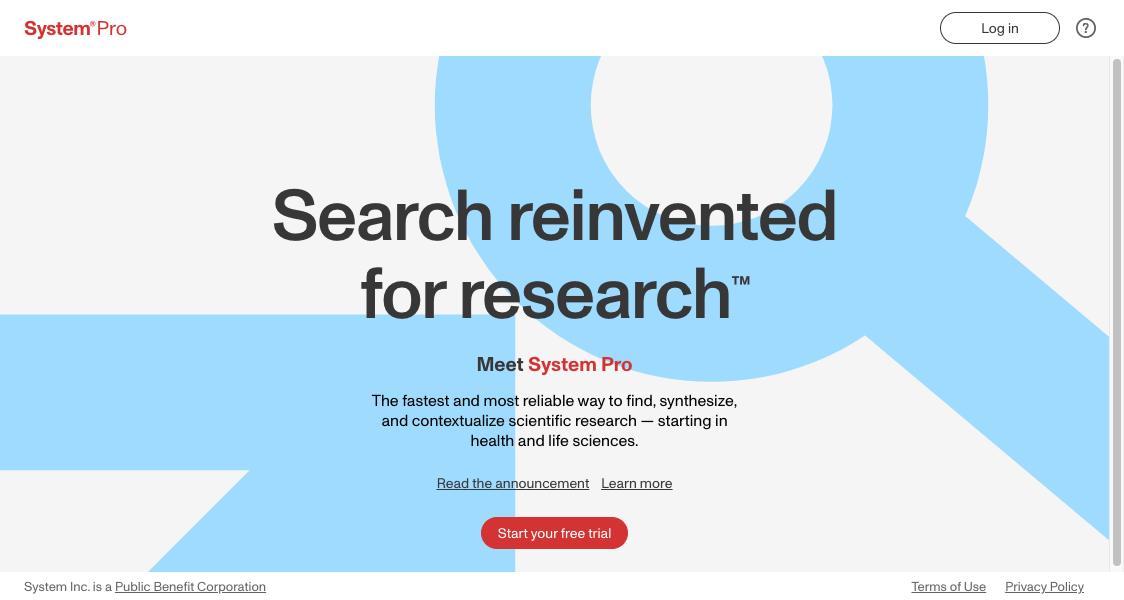 System® Pro
Log in
?
Search reinvented
for research™
Meet System Pro
The fastest and most reliable way to find, synthesize,
and contextualize scientific research — starting in
health and life sciences.
Read the announcement Learn more
Start your free trial
System Inc. is a Public Benefit Corporation
Terms of Use Privacy Policy